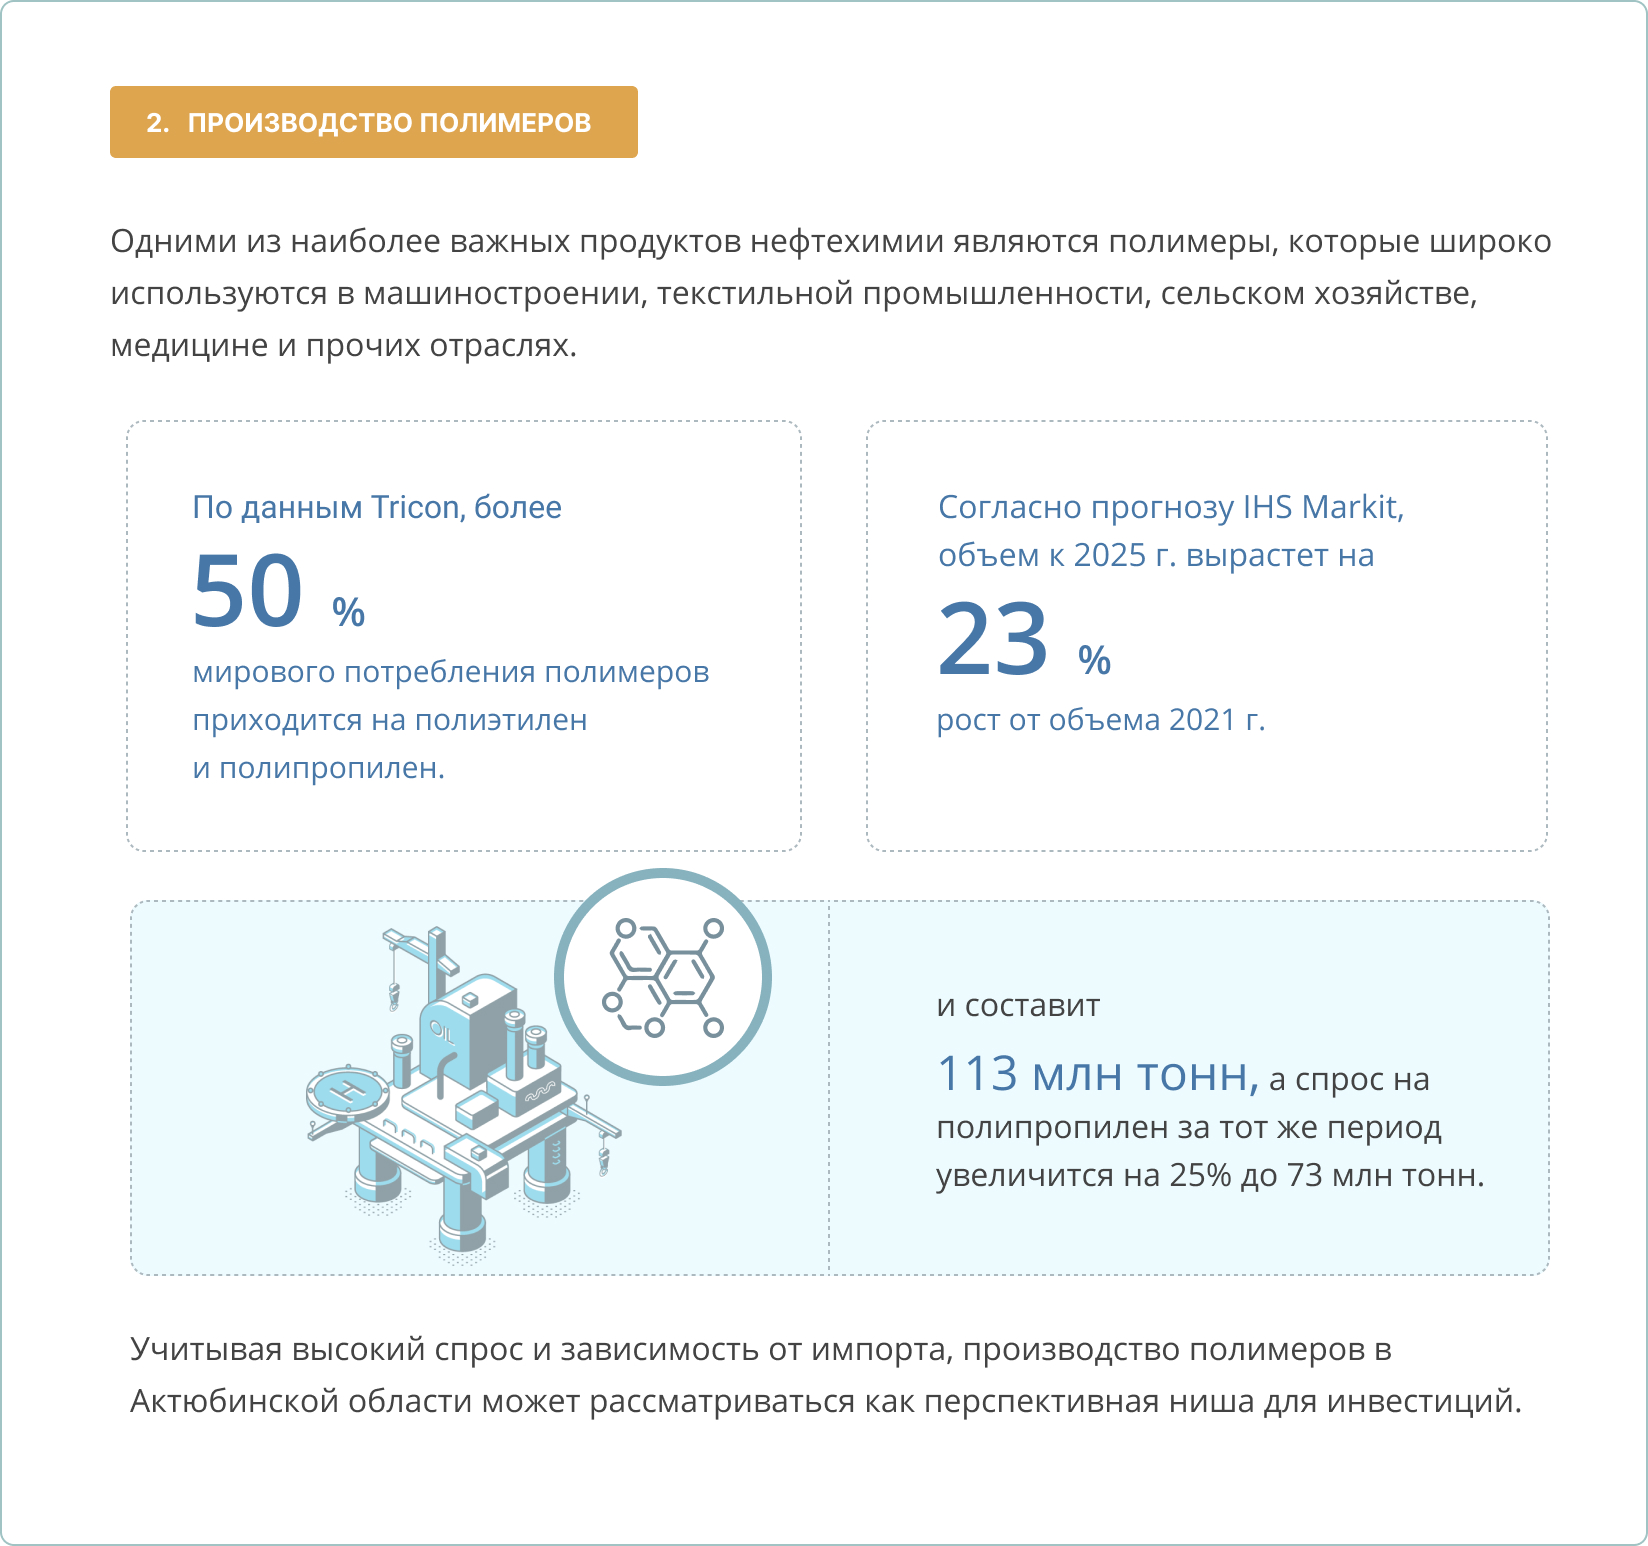 2. ПРОИЗВОДСТВО ПОЛИМЕРОВ
Одними из наиболее важных продуктов нефтехимии являются полимеры, которые широко
используются в машиностроении, текстильной промышленности, сельском хозяйстве,
медицине и прочих отраслях.
По данным Tricon, более
50 %
мирового потребления полимеров
приходится на полиэтилен
и полипропилен.
Согласно прогнозу IHS Markit,
объем к 2025 г. вырастет на
23 %
рост от объема 2021 г.
OIL
H
и составит
113 млн тонн, а спрос на
полипропилен за тот же период
увеличится на 25% до 73 млн тонн.
Учитывая высокий спрос и зависимость от импорта, производство полимеров в
Актюбинской области может рассматриваться как перспективная ниша для инвестиций.